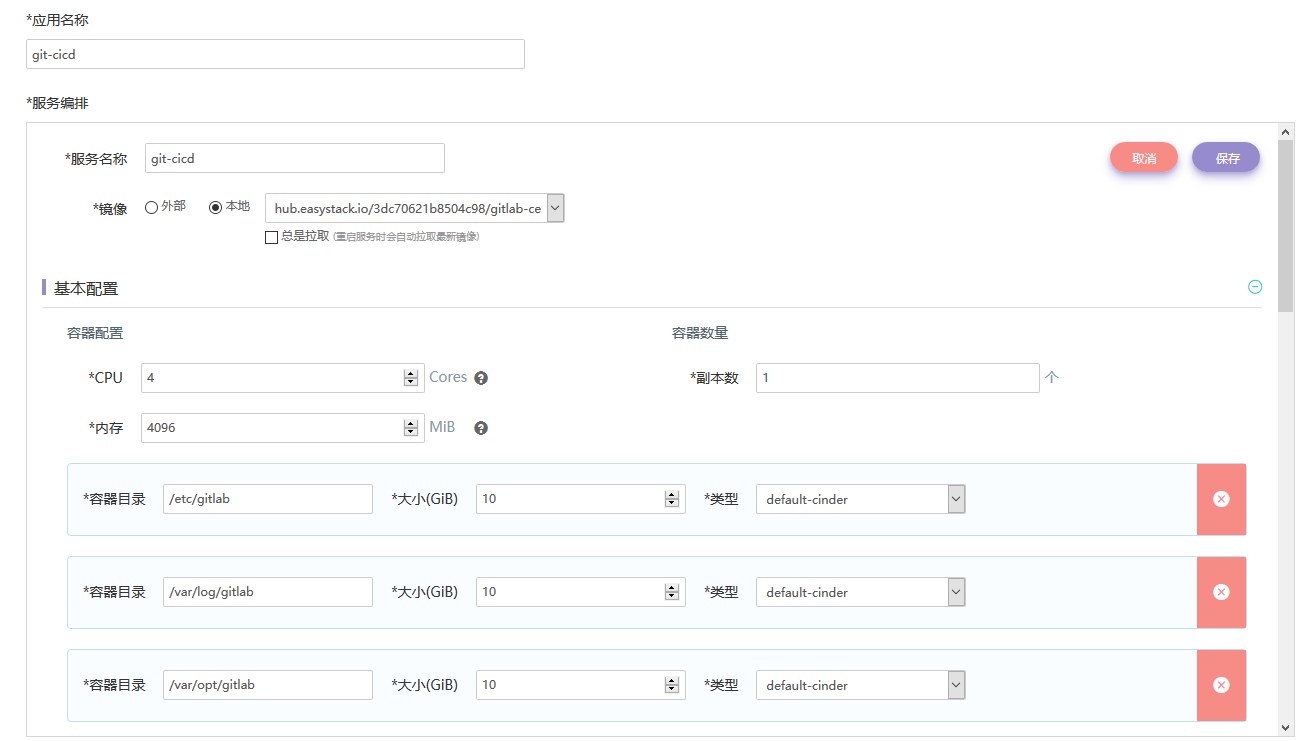 *应用名称
git-cicd
*服务编排
*服务名称 git-cicd 取消 保存
*镜像 外部 本地 hub.easystack.io/3dc70621b8504c98/gitlab-ce
总是拉取 (重启服务时会自动拉取最新镜像)
基本配置
容器配置 容器数量
*CPU 4 Cores *副本数 1 个
*内存 4096 MiB
*容器目录 /etc/gitlab *大小(GiB) 10 *类型 default-cinder
*容器目录 /var/log/gitlab *大小(GiB) 10 *类型 default-cinder
*容器目录 /var/opt/gitlab *大小(GiB) 10 *类型 default-cinder